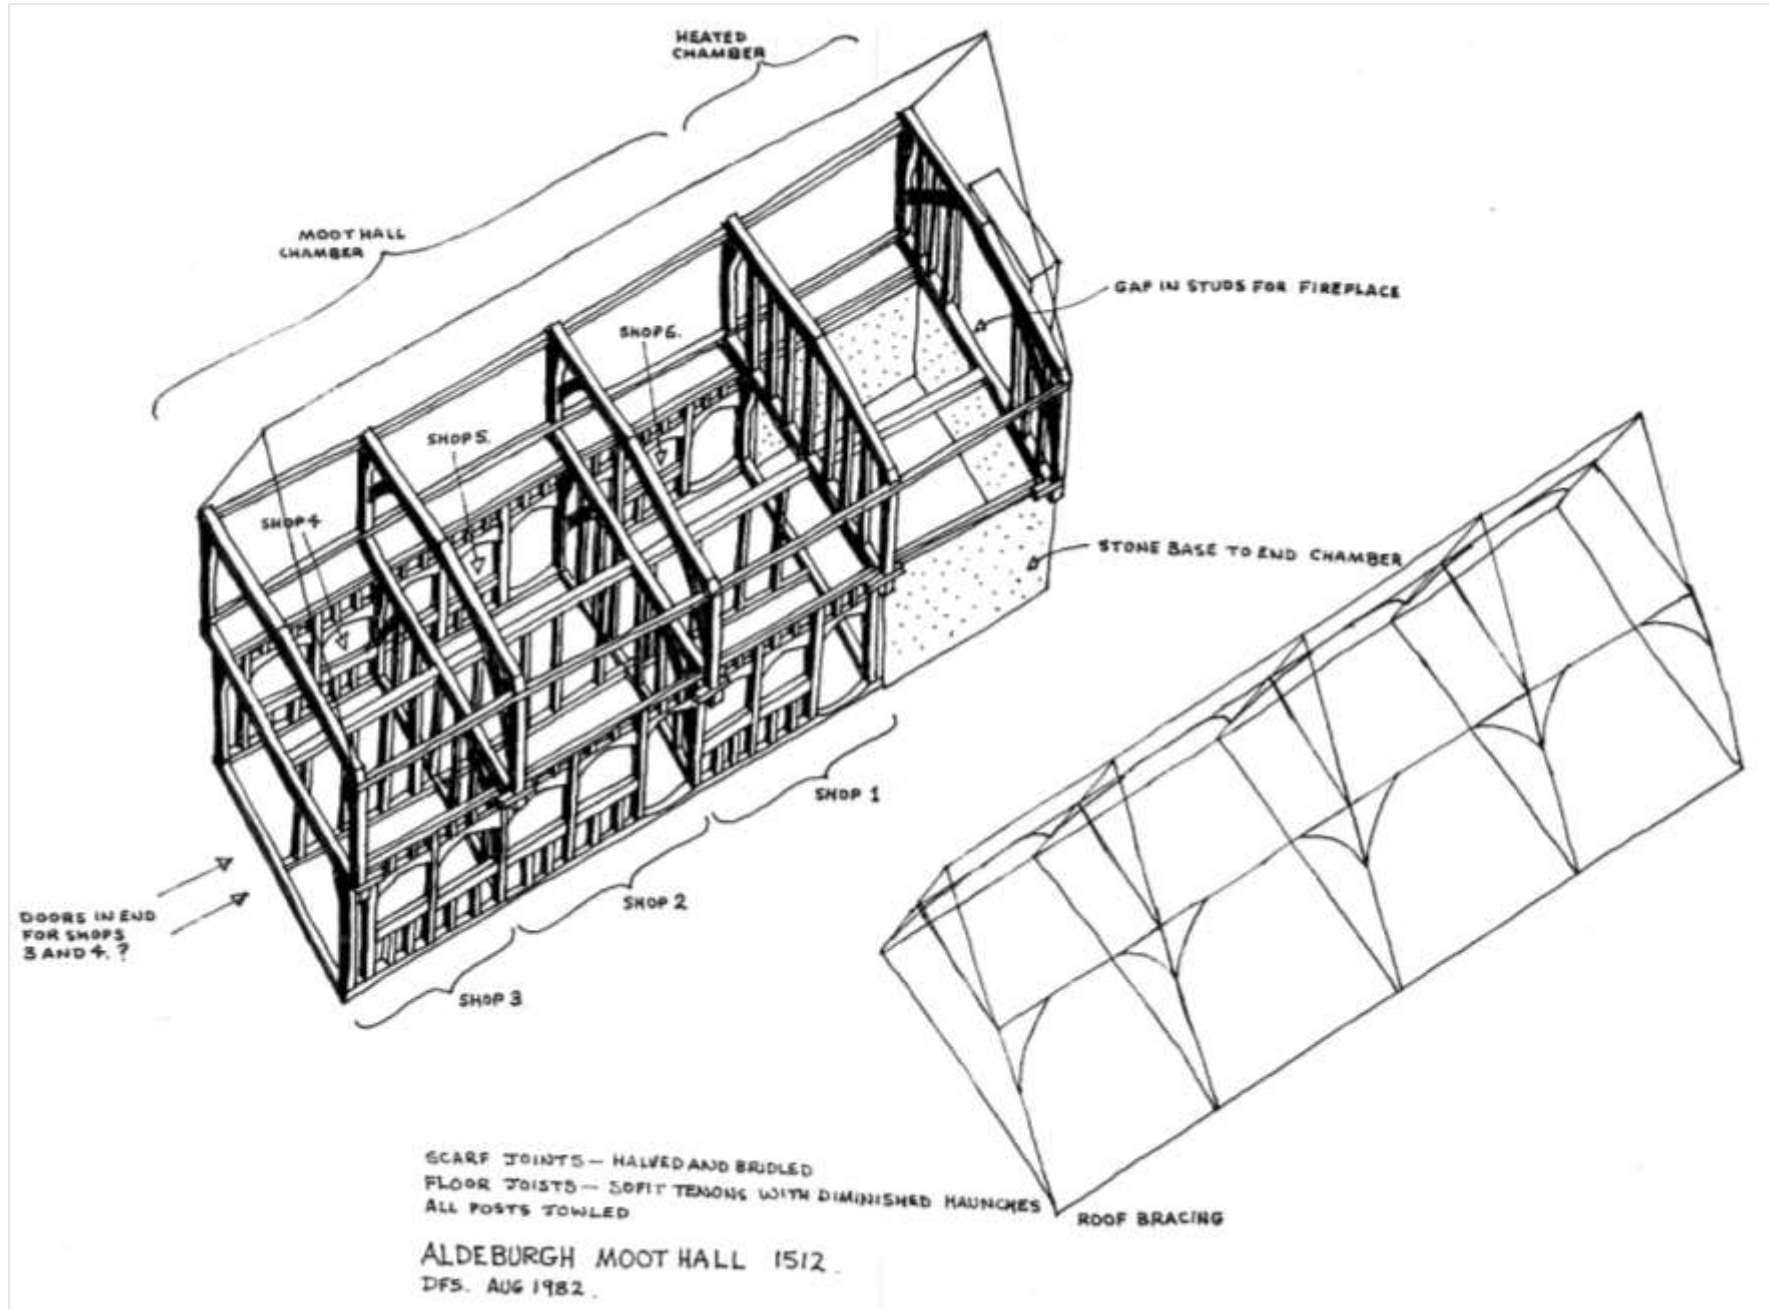 HEATED
CHAMBER
MOOT HALL
CHAMBER
SHOP 6.
GAP IN STUDS FOR FIREPLACE
SHOP 5.
SHOP 4
STONE BASE TO END CHAMBER
SHOP 1
SHOP 2
DOORS IN END
FOR SHOPS
3 AND 4. ?
SHOP 3
SCARF JOINTS — HALVED AND BRIDLED
FLOOR JOISTS — SOFIT TENONS WITH DIMINISHED HAUNCHES
ALL POSTS JOWLED
ROOF BRACING
ALDEBURGH MOOT HALL 1512.
DFS. AUG 1982.